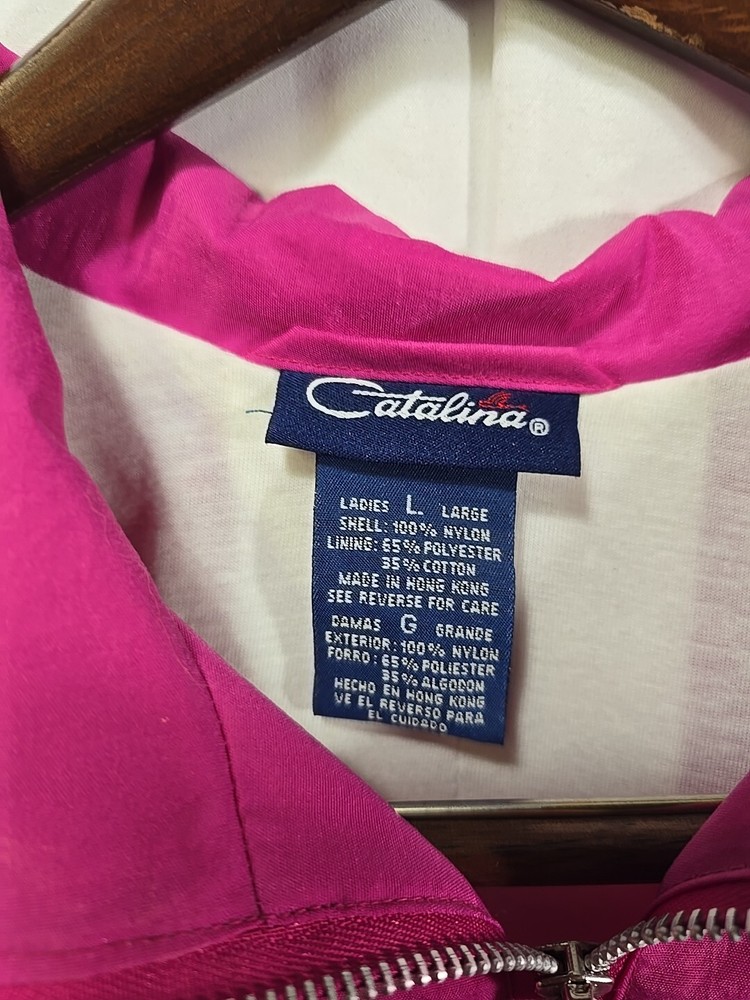 Catalina®
LADIES L LARGE
SHELL: 100% NYLON
LINING: 65% POLYESTER
35% COTTON
MADE IN HONG KONG
SEE REVERSE FOR CARE
DAMAS G GRANDE
EXTERIOR: 100% NYLON
FORRO: 65% POLIESTER
35% ALGODON
HECHO EN HONG KONG
VE EL REVERSO PARA
EL CUIDADO